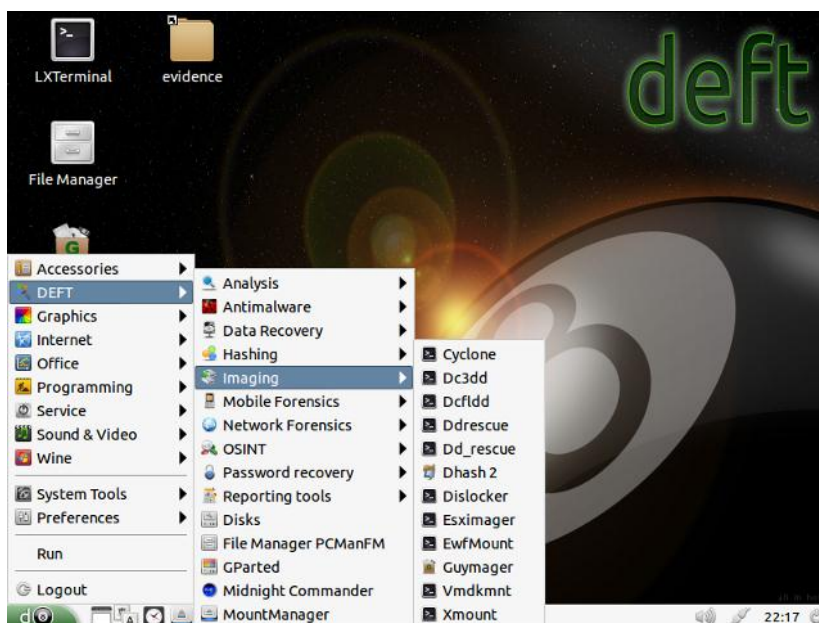 LXTerminal
evidence
deft
File Manager
Accessories
DEFT
Graphics
Internet
Office
Programming
Service
Sound & Video
Wine
System Tools
Preferences
Run
Logout
Analysis
Antimalware
Data Recovery
Hashing
Imaging
Mobile Forensics
Network Forensics
OSINT
Password recovery
Reporting tools
Disks
File Manager PCManFM
GParted
Midnight Commander
MountManager
Cyclone
Dc3dd
Dcfldd
Ddrescue
Dd_rescue
Dhash 2
Dislocker
Esximager
EwfMount
Guymager
Vmdkmnt
Xmount
22:17